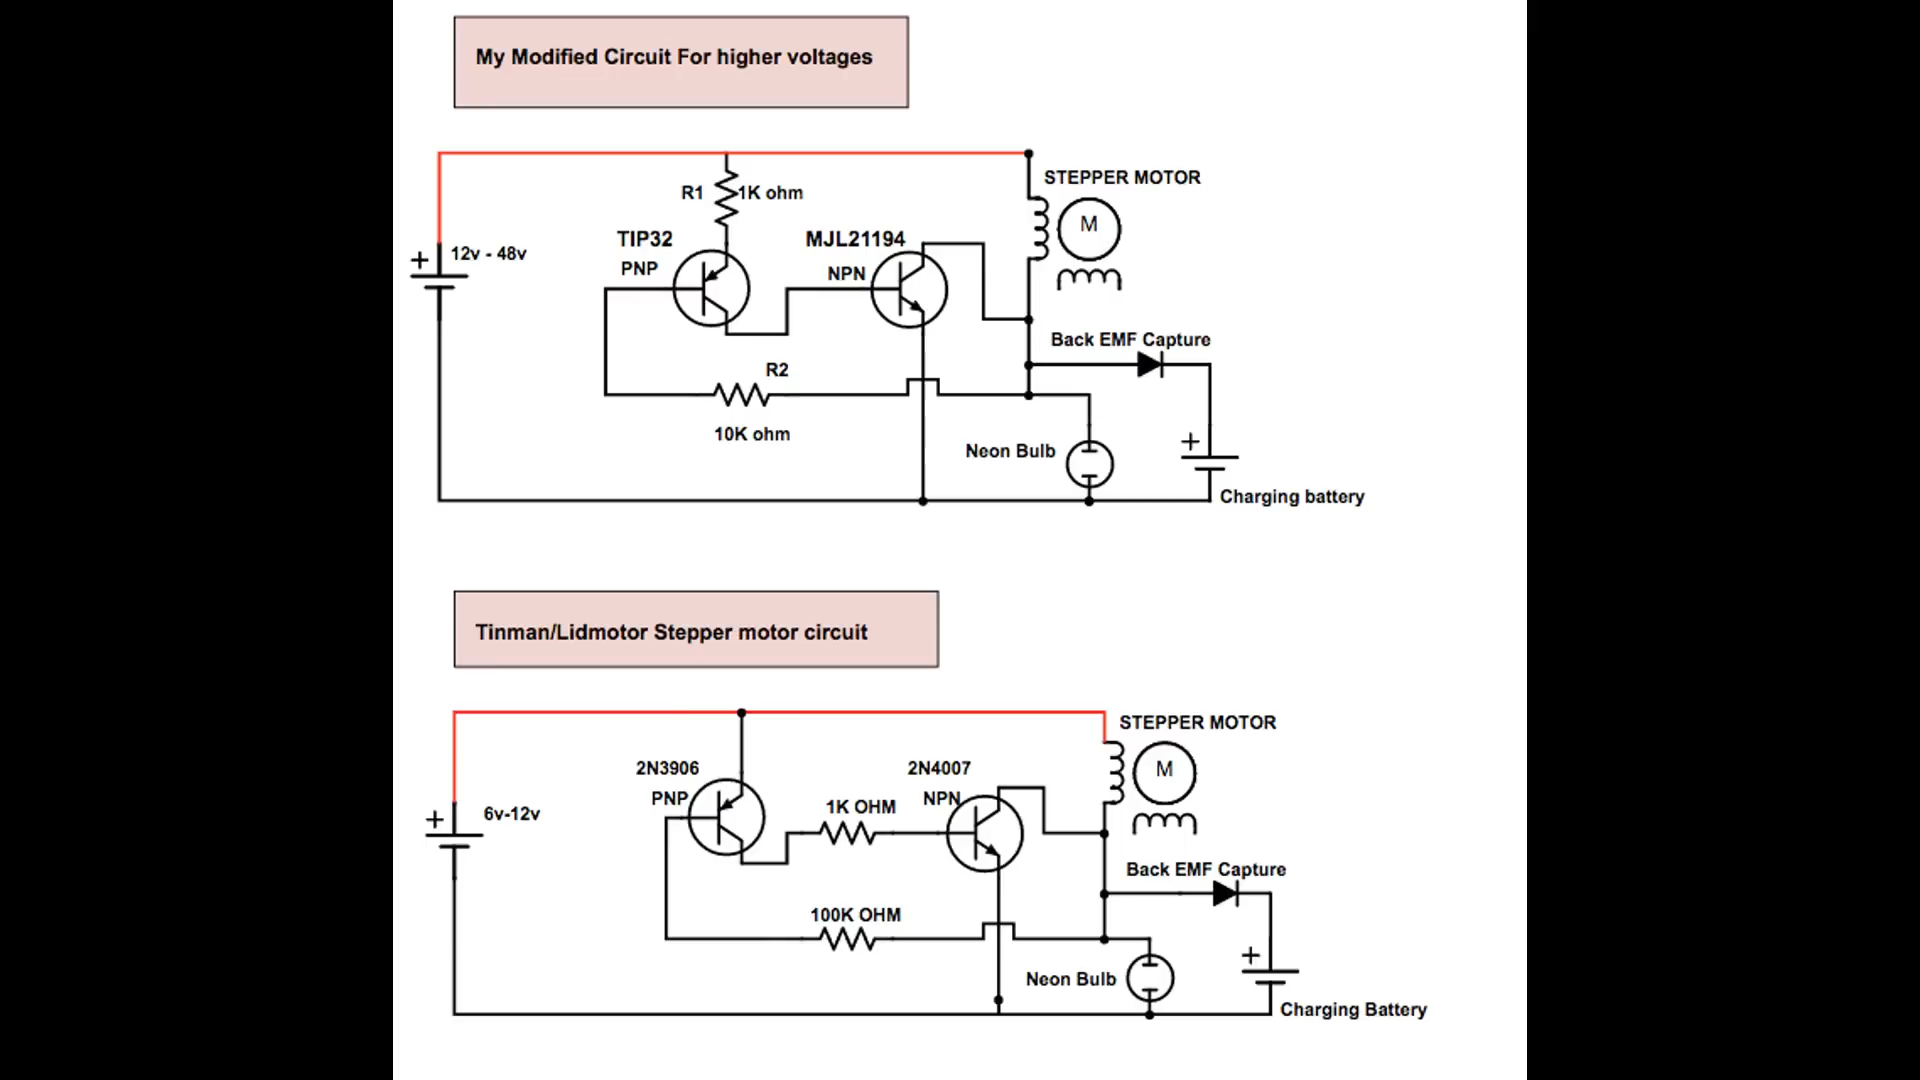 My Modified Circuit For higher voltages
STEPPER MOTOR
R1 1K ohm
M
TIP32
MJL21194
+ 12v - 48v
PNP
NPN
Back EMF Capture
R2
10K ohm
Neon Bulb
+
Charging battery
Tinman/Lidmotor Stepper motor circuit
STEPPER MOTOR
2N3906
2N4007
M
PNP
1K OHM
NPN
+ 6v-12v
Back EMF Capture
100K OHM
+
Neon Bulb
Charging Battery